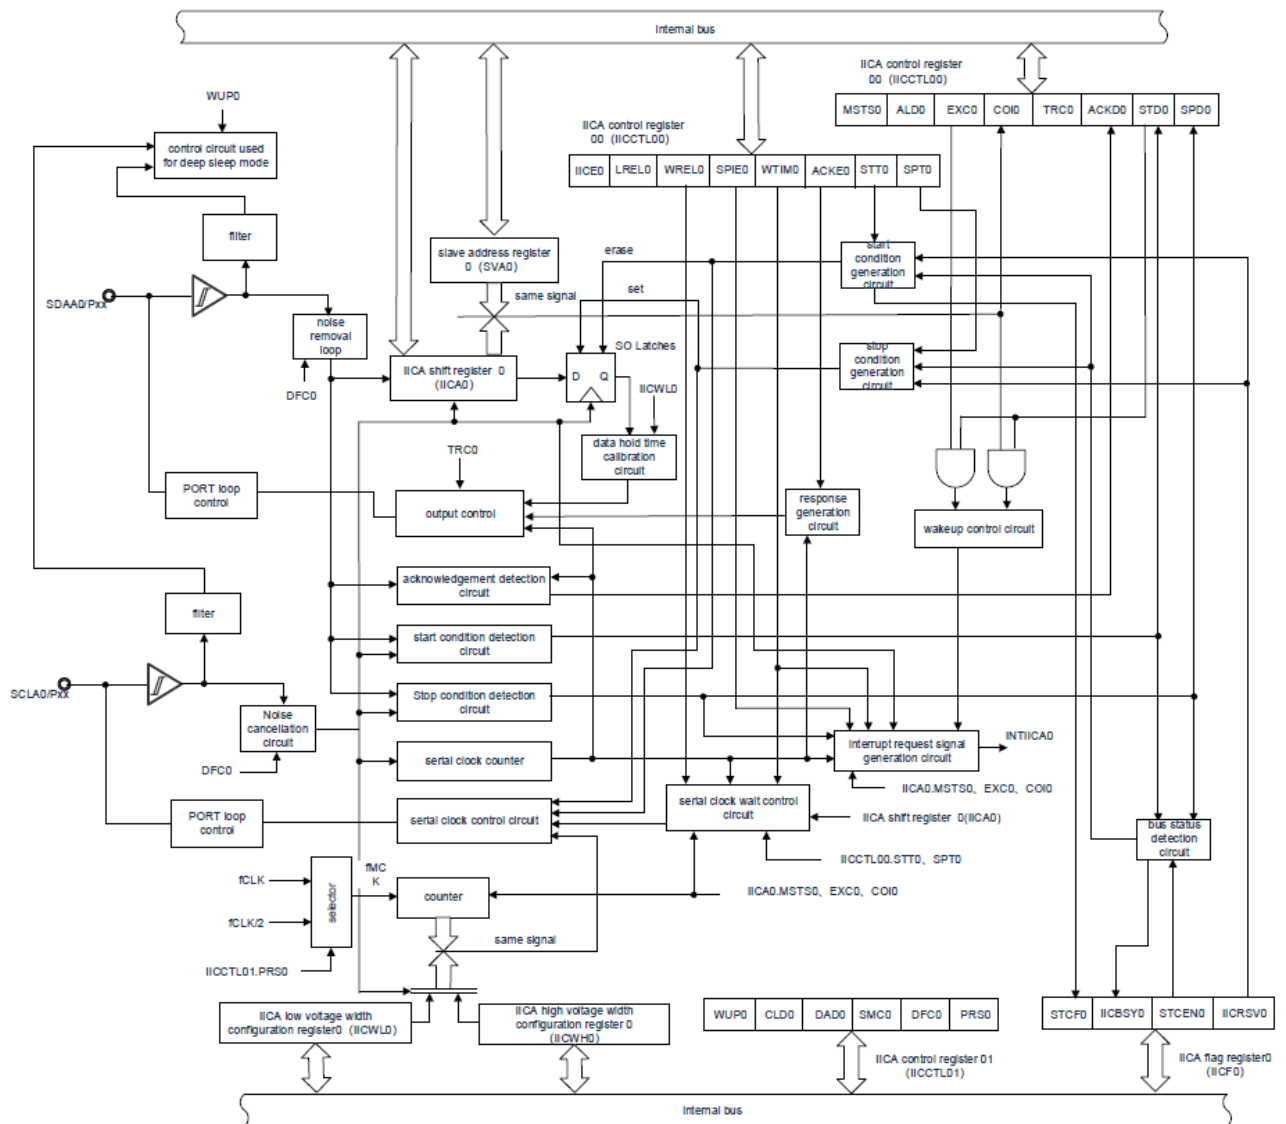 Internal bus
IICA control register
00 (IICCTL00)
MSTS0 ALD0 EXC0 COI0 TRC0 ACKD0 STD0 SPD0
WUP0
IICA control register
00 (IICCTL00)
control circuit used
for deep sleep mode
IICE0 LREL0 WREL0 SPIE0 WTIM0 ACKE0 STT0 SPT0
filter
slave address register
0 (SVA0)
erase
start
condition
generation
circuit
SDAA0/Pxx
set
same signal
noise
removal
loop
SO Latches
stop
condition
generation
circuit
IICA shift register 0
(IICA0)
D Q
DFC0
IICWL0
data hold time
calibration
circuit
TRC0
PORT loop
control
output control
response
generation
circuit
wakeup control circuit
acknowledgement detection
circuit
filter
start condition detection
circuit
SCLA0/Pxx
Stop condition detection
circuit
Noise
cancellation
circuit
Interrupt request signal
generation circuit
INTIICA0
serial clock counter
DFC0
IICA0.MSTS0、EXC0、COI0
PORT loop
control
serial clock control circuit
serial clock wait control
circuit
IICA shift register 0(IICA0)
bus status
detection
circuit
IICCTL00.STT0、SPT0
fCLK
fMC
K
selector
counter
IICA0.MSTS0、EXC0、COI0
fCLK/2
same signal
IICCTL01.PRS0
IICA low voltage width
configuration register0 (IICWL0)
IICA high voltage width
configuration register 0
(IICWH0)
WUP0 CLD0 DAD0 SMC0 DFC0 PRS0
STCF0 IICBSY0 STCEN0 IICRSV0
IICA control register 01
(IICCTL01)
IICA flag register0
(IICF0)
Internal bus